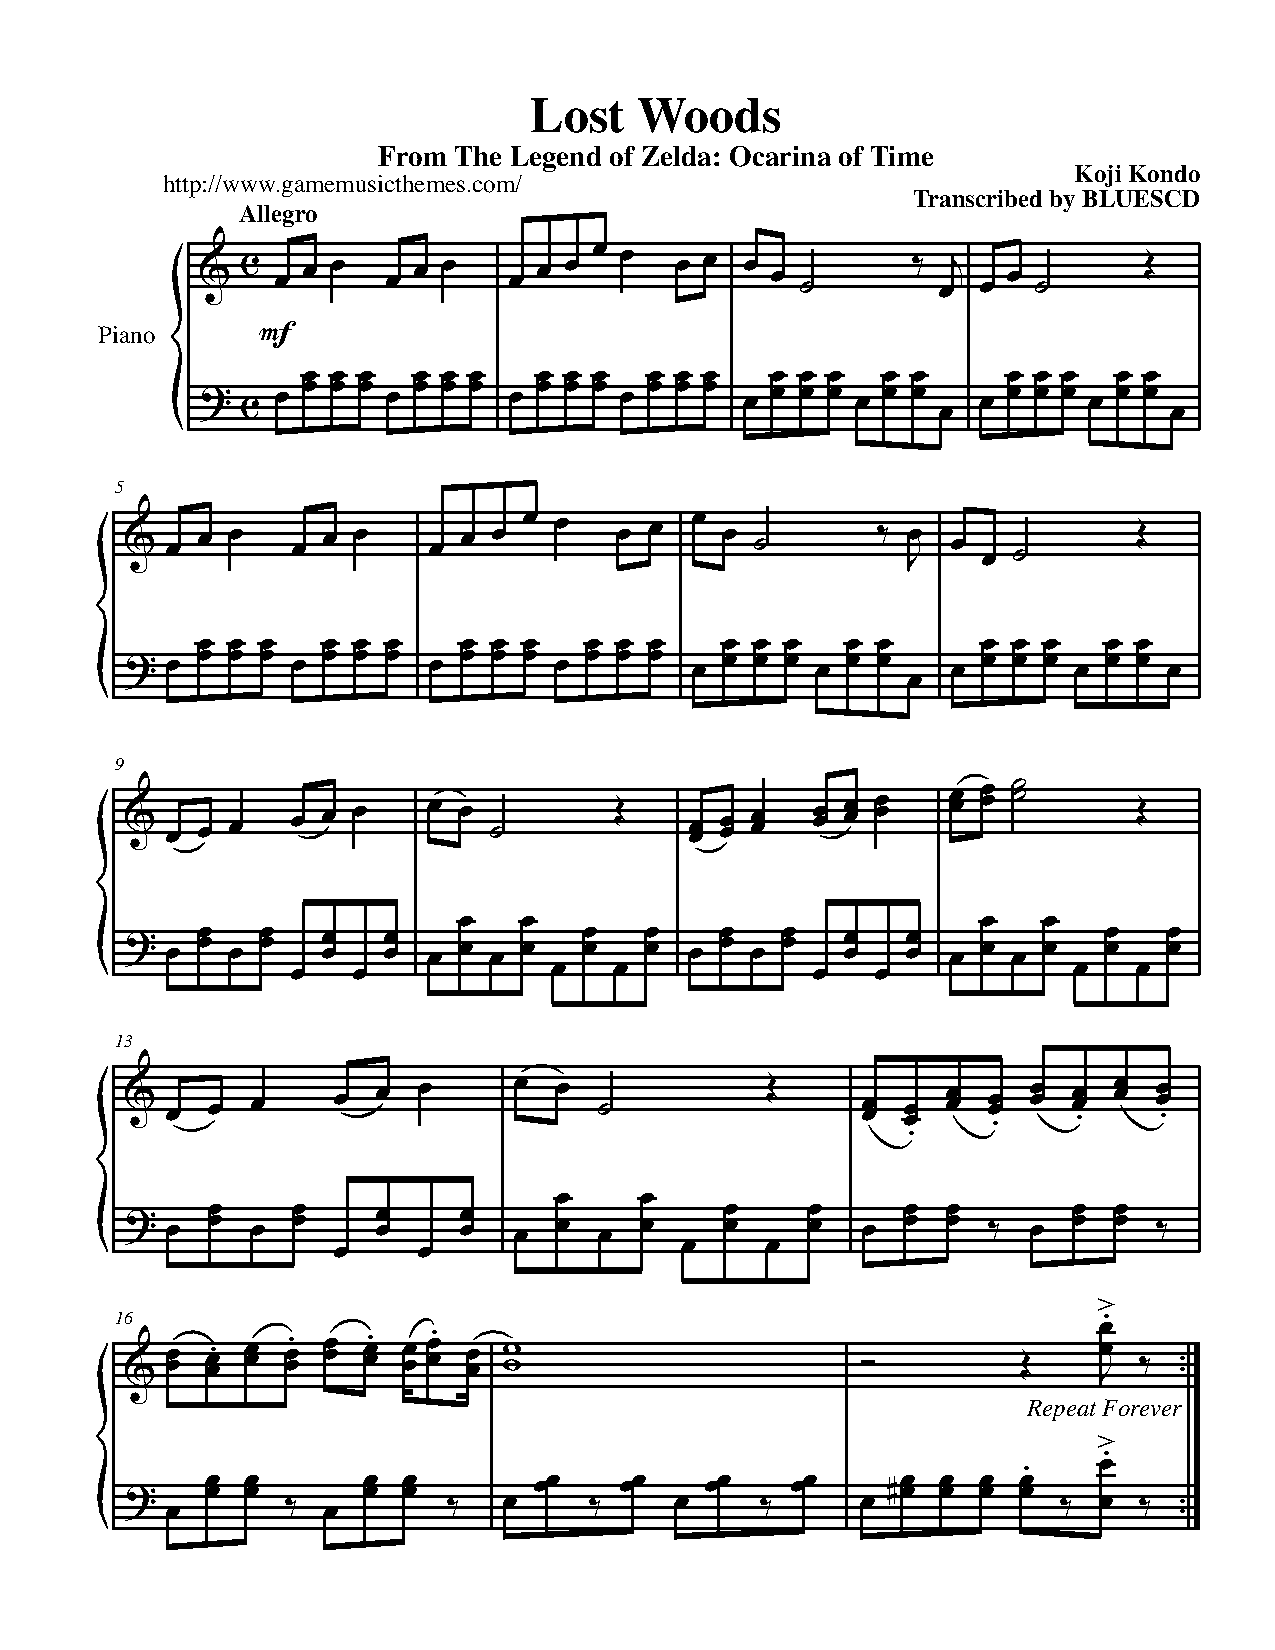 Lost Woods
From The Legend of Zelda: Ocarina of Time
Koji Kondo
http://www.gamemusicthemes.com/
Transcribed by BLUESCD
Allegro
Piano
mf
5
9
13
16
Repeat Forever